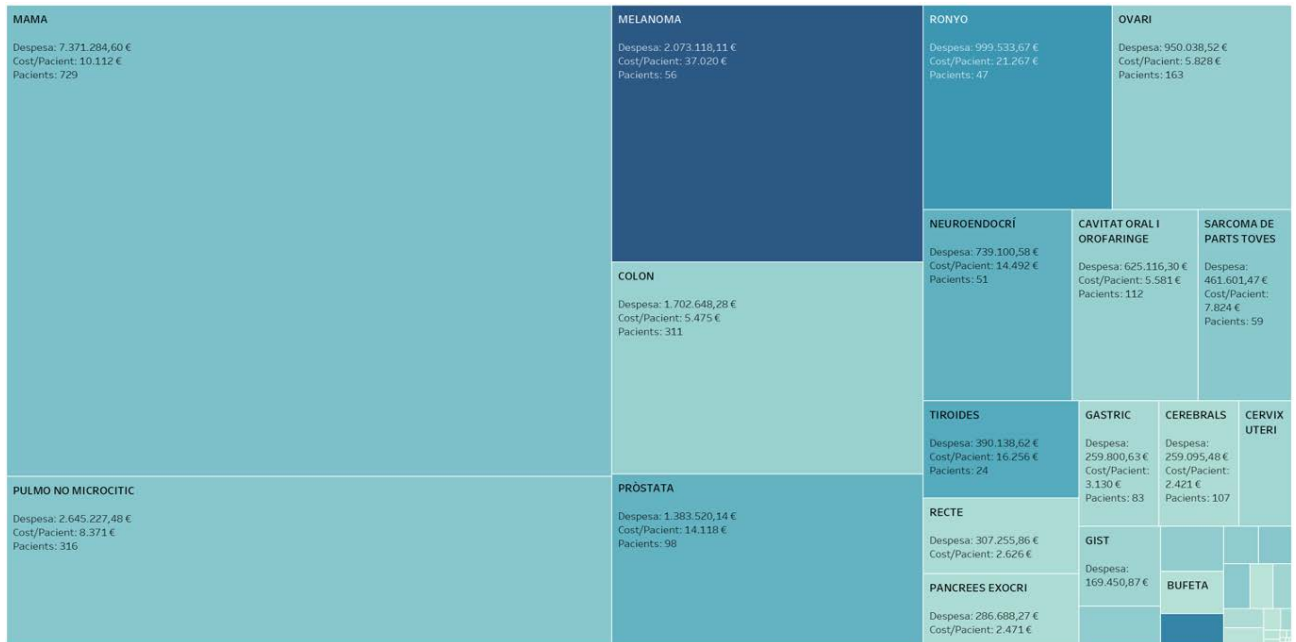 MAMA
Despesa: 7.371.284,60 €
Cost/Pacient: 10.112 €
Pacients: 729
PULMO NO MICROCITIC
Despesa: 2.645.227,48 €
Cost/Pacient: 8.371 €
Pacients: 316
MELANOMA
Despesa: 2.073.118,11 €
Cost/Pacient: 37.020 €
Pacients: 56
COLON
Despesa: 1.702.648,28 €
Cost/Pacient: 5.475 €
Pacients: 311
PRÒSTATA
Despesa: 1.383.520,14 €
Cost/Pacient: 14.118 €
Pacients: 98
RONYO
Despesa: 999.533,67 €
Cost/Pacient: 21.267 €
Pacients: 47
OVARI
Despesa: 950.038,52 €
Cost/Pacient: 5.828 €
Pacients: 163
NEUROENDOCRÍ
Despesa: 739.100,58 €
Cost/Pacient: 14.492 €
Pacients: 51
CAVITAT ORAL I
OROFARINGE
Despesa: 625.116,30 €
Cost/Pacient: 5.581 €
Pacients: 112
SARCOMA DE
PARTS TOVES
Despesa:
461.601,47 €
Cost/Pacient:
7.824 €
Pacients: 59
TIROIDES
Despesa: 390.138,62 €
Cost/Pacient: 16.256 €
Pacients: 24
RECTE
Despesa: 307.255,86 €
Cost/Pacient: 2.626 €
PANCREES EXOCRI
Despesa: 286.688,27 €
Cost/Pacient: 2.471 €
GASTRIC
Despesa:
259.800,63 €
Cost/Pacient:
3.130 €
Pacients: 83
CEREBRALS
Despesa:
259.095,48 €
Cost/Pacient:
2.421 €
Pacients: 107
CERVIX
UTERI
GIST
Despesa:
169.450,87 €
BUFETA